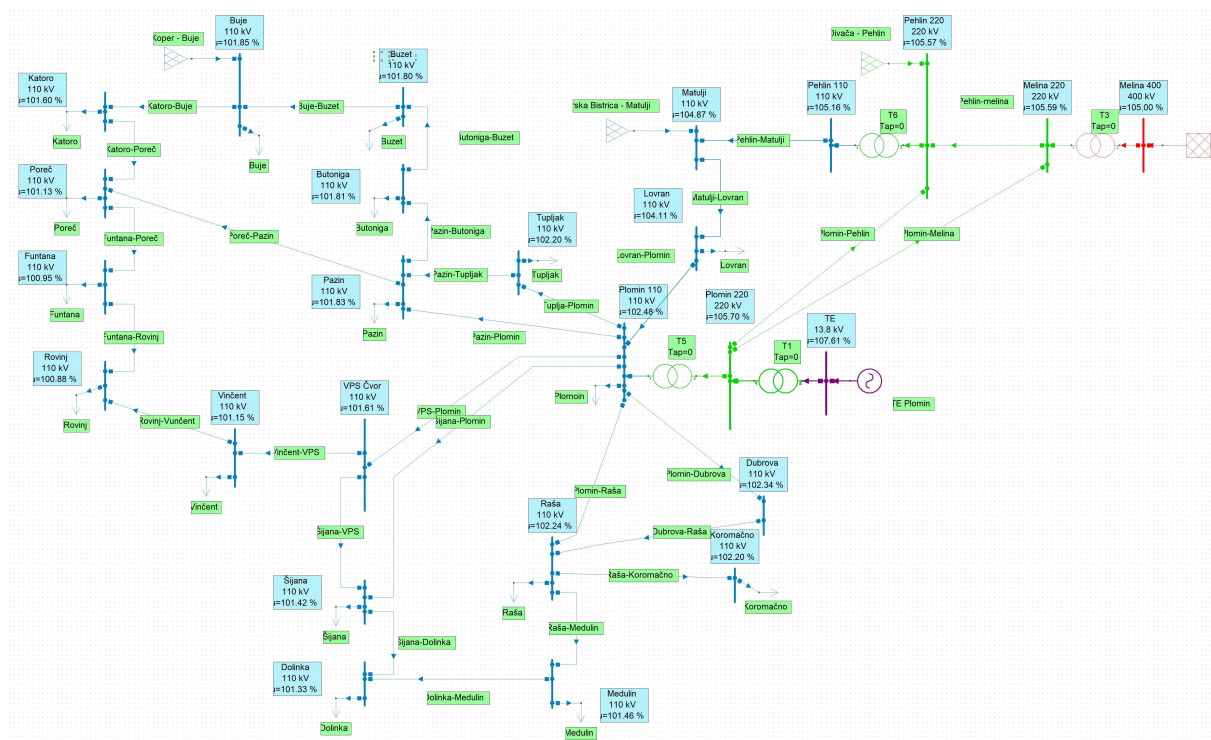 Buje
110 kV
u=101.85 %
Koper - Buje
Buzet
110 kV
u=101.80 %
Katoro
110 kV
u=101.60 %
Katoro-Buje
Buje-Buzet
Katoro
Katoro-Poreč
Buje
Buzet
Butoniga-Buzet
Poreč
110 kV
u=101.13 %
Butoniga
110 kV
u=101.81 %
Poreč
Funtana-Poreč
Poreč-Pazin
Butoniga
Pazin-Butoniga
Tupljak
110 kV
u=102.20 %
Funtana
110 kV
u=100.95 %
Pazin
110 kV
u=101.83 %
Pazin-Tupljak
Tupljak
Funtana
Funtana-Rovinj
Pazin
Pazin-Plomin
Tuplja-Plomin
Rovinj
110 kV
u=100.88 %
Rovinj
Vinčent
110 kV
u=101.15 %
Rovinj-Vunčent
VPS Čvor
110 kV
u=101.61 %
VPS-Plomin
Sijana-Plomin
Vinčent-VPS
Vinčent
Šijana-VPS
Šijana
110 kV
u=101.42 %
Šijana
Sijana-Dolinka
Dolinka
110 kV
u=101.33 %
Dolinka
Dolinka-Medulin
Divača - Pehlin
Pehlin 220
220 kV
u=105.57 %
Matulji
110 kV
u=104.87 %
rska Bistrica - Matulji
Pehlin 110
110 kV
u=105.16 %
T6
Tap=0
Pehlin-melina
Melina 220
220 kV
u=105.59 %
T3
Tap=0
Melina 400
400 kV
u=105.00 %
Pehlin-Matulji
Matulji-Lovran
Lovran
110 kV
u=104.11 %
Lovran-Plomin
Lovran
Plomin-Pehlin
Plomin-Melina
Plomin 110
110 kV
u=102.48 %
Plomin 220
220 kV
u=105.70 %
TE
13.8 kV
u=107.61 %
T5
Tap=0
T1
Tap=0
TE Plomin
Plomoin
Plomin-Dubrova
Dubrova
110 kV
u=102.34 %
Plomin-Raša
Raša
110 kV
u=102.24 %
Dubrova-Raša
Koromačno
110 kV
u=102.20 %
Raša-Koromačno
Koromačno
Raša
Raša-Medulin
Medulin
110 kV
u=101.46 %
Medulin